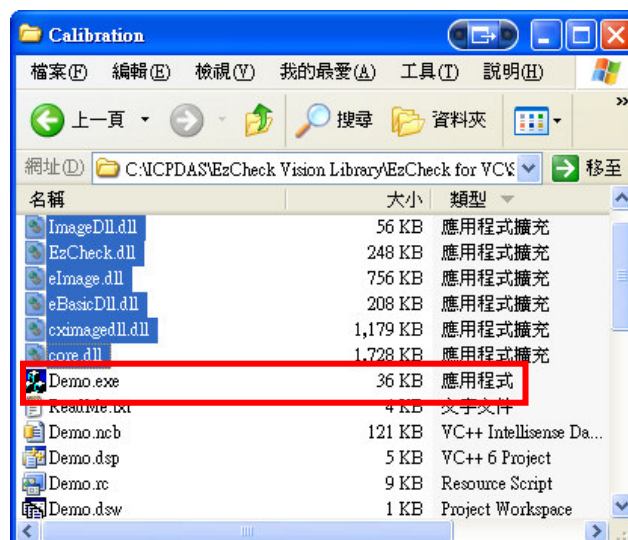 Calibration
檔案(F) 編輯(E) 檢視(V) 我的最愛(A) 工具(T) 說明(H)
上一頁 搜尋 資料夾 »
網址(D) C:\ICPDAS\EzCheck Vision Library\EzCheck for VC\S 移至
名稱 大小 類型
ImageDll.dll 56 KB 應用程式擴充
EzCheck.dll 248 KB 應用程式擴充
eImage.dll 756 KB 應用程式擴充
eBasicDll.dll 208 KB 應用程式擴充
cximagedll.dll 1,179 KB 應用程式擴充
core.dll 1,728 KB 應用程式擴充
Demo.exe 36 KB 應用程式
ReadMe.txt 4 KB 文字文件
Demo.ncb 121 KB VC++ Intellisense Da...
Demo.dsp 5 KB VC++ 6 Project
Demo.rc 9 KB Resource Script
Demo.dsw 1 KB Project Workspace